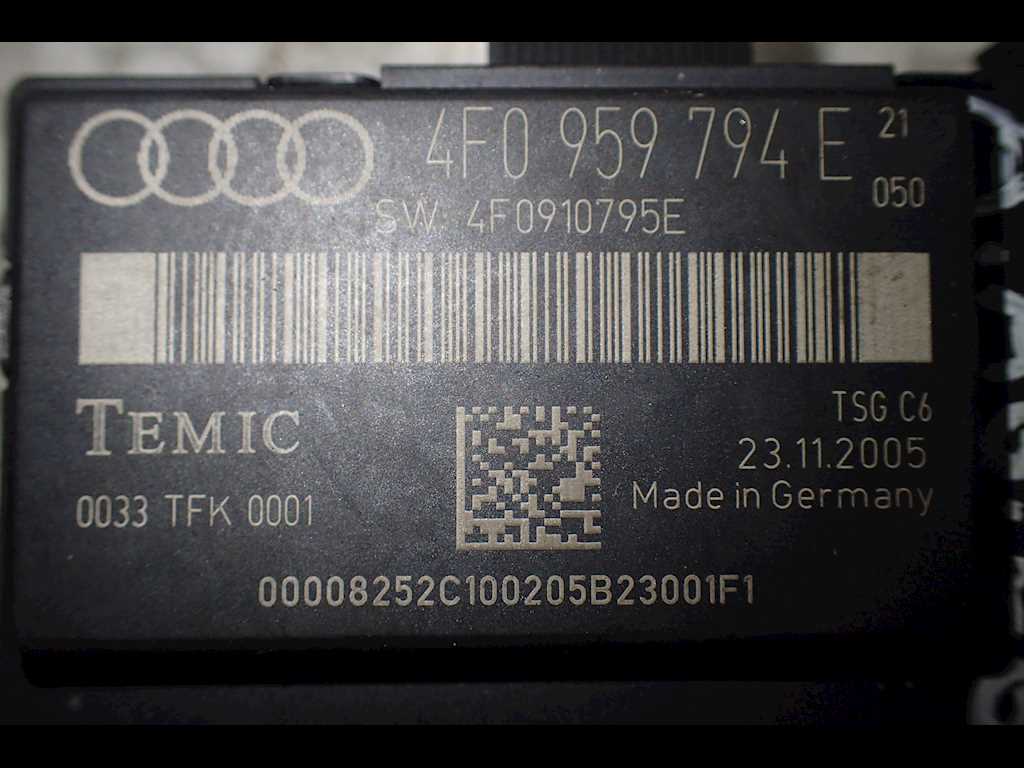 4F0 959 794 E 21
050
SW: 4F0910795E
TEMIC
TSG C6
23.11.2005
0033 TFK 0001
Made in Germany
00008252C100205B23001F1